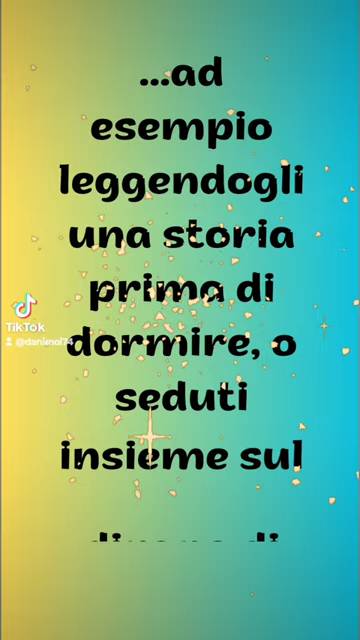 ...ad
esempio
leggendogli
una storia
prima di
dormire, o
seduti
insieme sul
TikTok